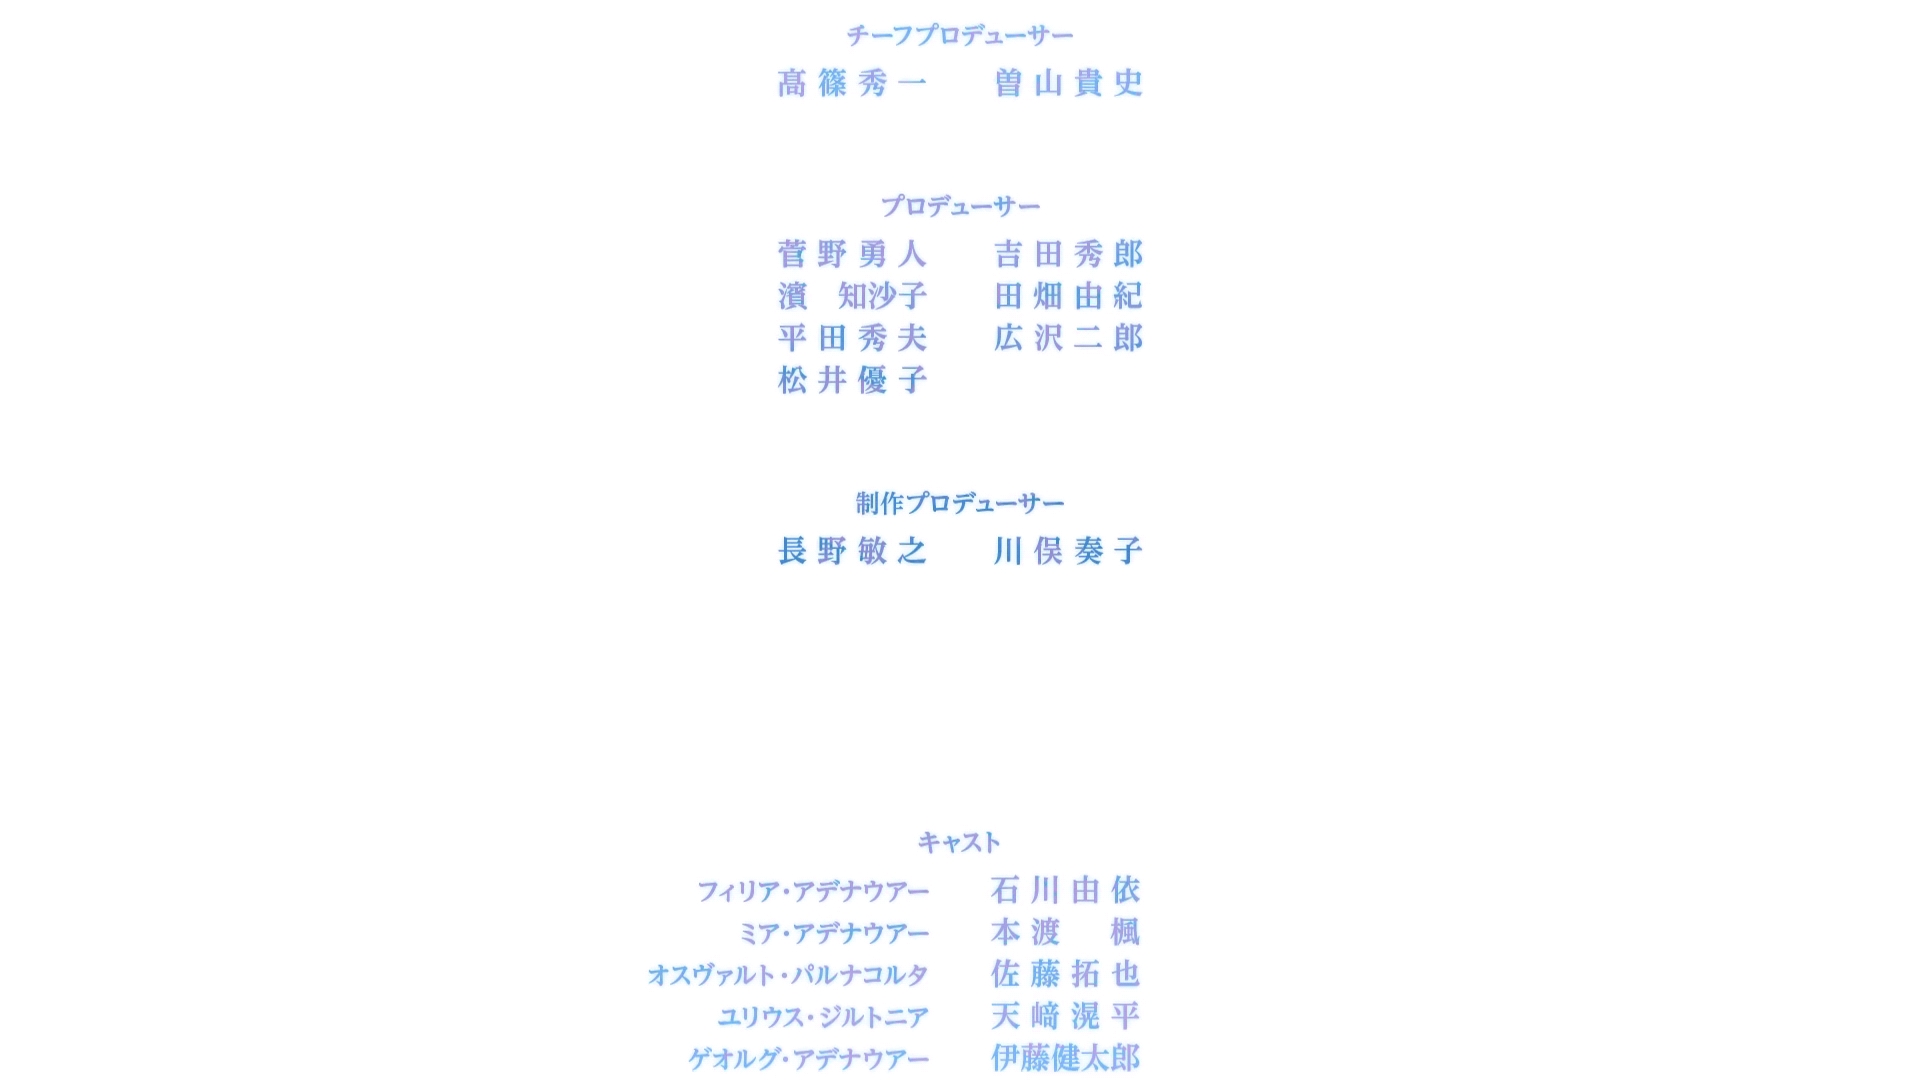 チーフプロデューサー
髙篠秀一　曽山貴史
プロデューサー
菅野勇人　吉田秀郎
濱　知沙子　田畑由紀
平田秀夫　広沢二郎
松井優子
制作プロデューサー
長野敏之　川俣奏子
キャスト
フィリア・アデナウアー　石川由依
ミア・アデナウアー　本渡　楓
オスヴァルト・パルナコルタ　佐藤拓也
ユリウス・ジルトニア　天﨑滉平
ゲオルグ・アデナウアー　伊藤健太郎